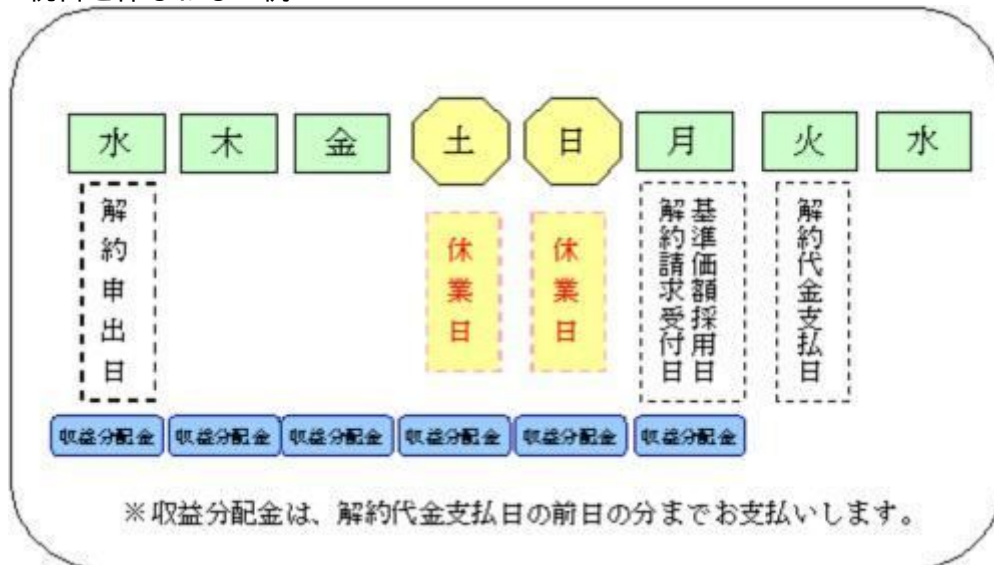 水
木
金
土
日
月
火
水
解約申出日
休業日
休業日
基準価額採用日
解約請求受付日
解約代金支払日
収益分配金
収益分配金
収益分配金
収益分配金
収益分配金
収益分配金
※収益分配金は、解約代金支払日の前日の分までお支払いします。